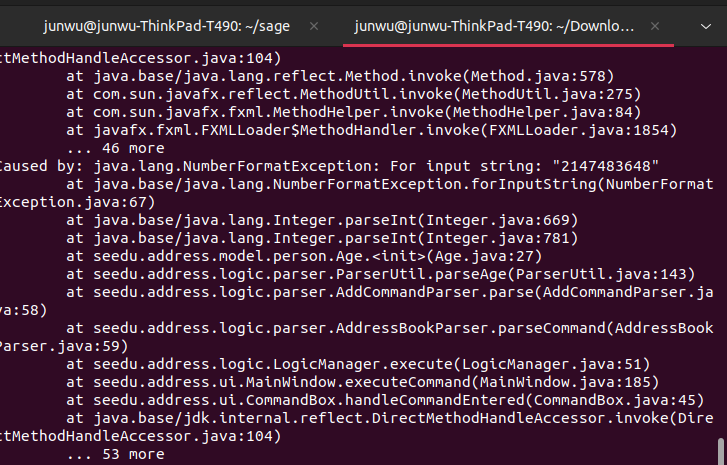 junwu@junwu-ThinkPad-T490: ~/sage × junwu@junwu-ThinkPad-T490: ~/Downlo... ×
ctMethodHandleAccessor.java:104)
at java.base/java.lang.reflect.Method.invoke(Method.java:578)
at com.sun.javafx.reflect.MethodUtil.invoke(MethodUtil.java:275)
at com.sun.javafx.fxml.MethodHelper.invoke(MethodHelper.java:84)
at javafx.fxml.FXMLLoader$MethodHandler.invoke(FXMLLoader.java:1854)
... 46 more
Caused by: java.lang.NumberFormatException: For input string: "2147483648"
at java.base/java.lang.NumberFormatException.forInputString(NumberFormat
Exception.java:67)
at java.base/java.lang.Integer.parseInt(Integer.java:669)
at java.base/java.lang.Integer.parseInt(Integer.java:781)
at seedu.address.model.person.Age.<init>(Age.java:27)
at seedu.address.logic.parser.ParserUtil.parseAge(ParserUtil.java:143)
at seedu.address.logic.parser.AddCommandParser.parse(AddCommandParser.ja
va:58)
at seedu.address.logic.parser.AddressBookParser.parseCommand(AddressBook
Parser.java:59)
at seedu.address.logic.LogicManager.execute(LogicManager.java:51)
at seedu.address.ui.MainWindow.executeCommand(MainWindow.java:185)
at seedu.address.ui.CommandBox.handleCommandEntered(CommandBox.java:45)
at java.base/jdk.internal.reflect.DirectMethodHandleAccessor.invoke(Dire
ctMethodHandleAccessor.java:104)
... 53 more